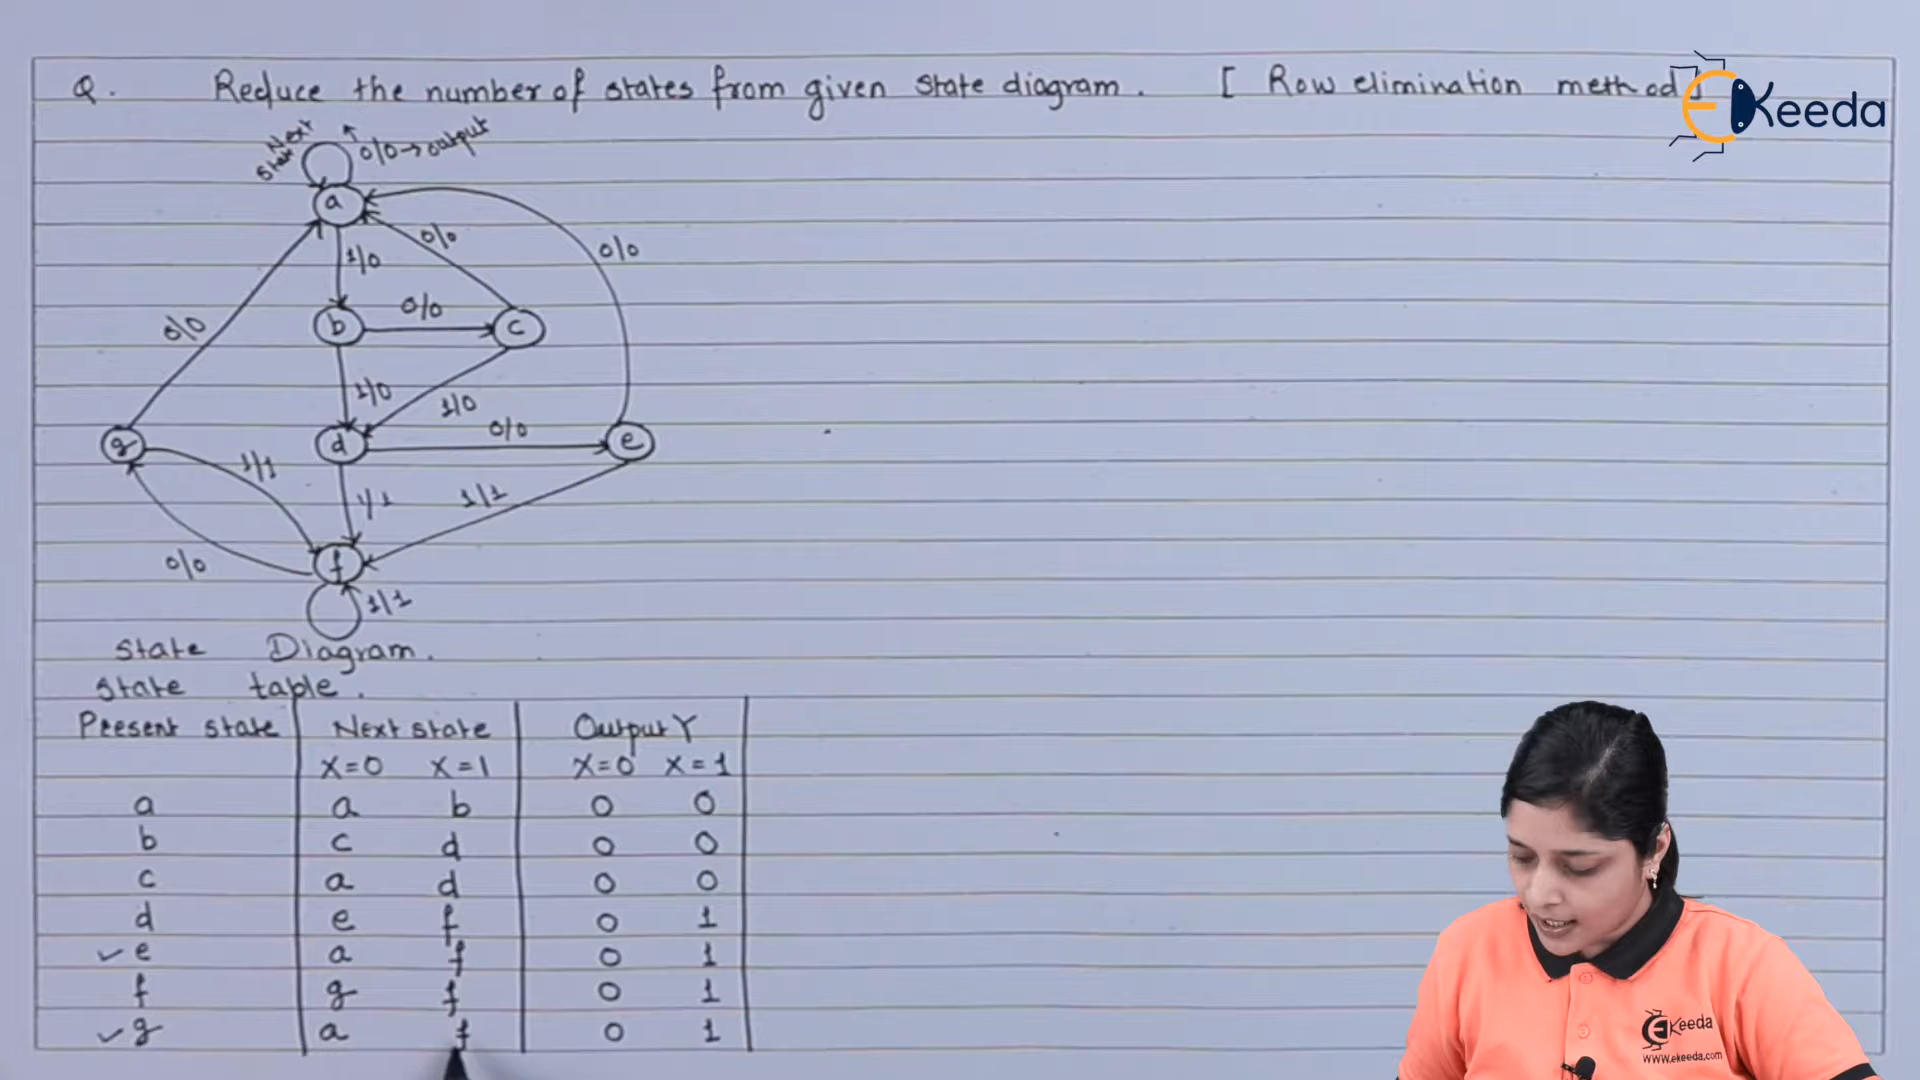 Q. Reduce the number of states from given state diagram. [ Row elimination method]
Ekeeda
Next state
0/0→output
a
0/0
1/0
0/0
0/0
b
c
0/0
1/0
1/0
0/0
g
d
e
1/1
1/1
1/1
0/0
f
1/1
State Diagram.
State table.
Present state Next state Output Y
X=0 X=1 X=0 X=1
a a b 0 0
b c d 0 0
c a d 0 0
d e f 0 1
✓e a f 0 1
f g f 0 1
✓g a f 0 1
Ekeeda
www.ekeeda.com